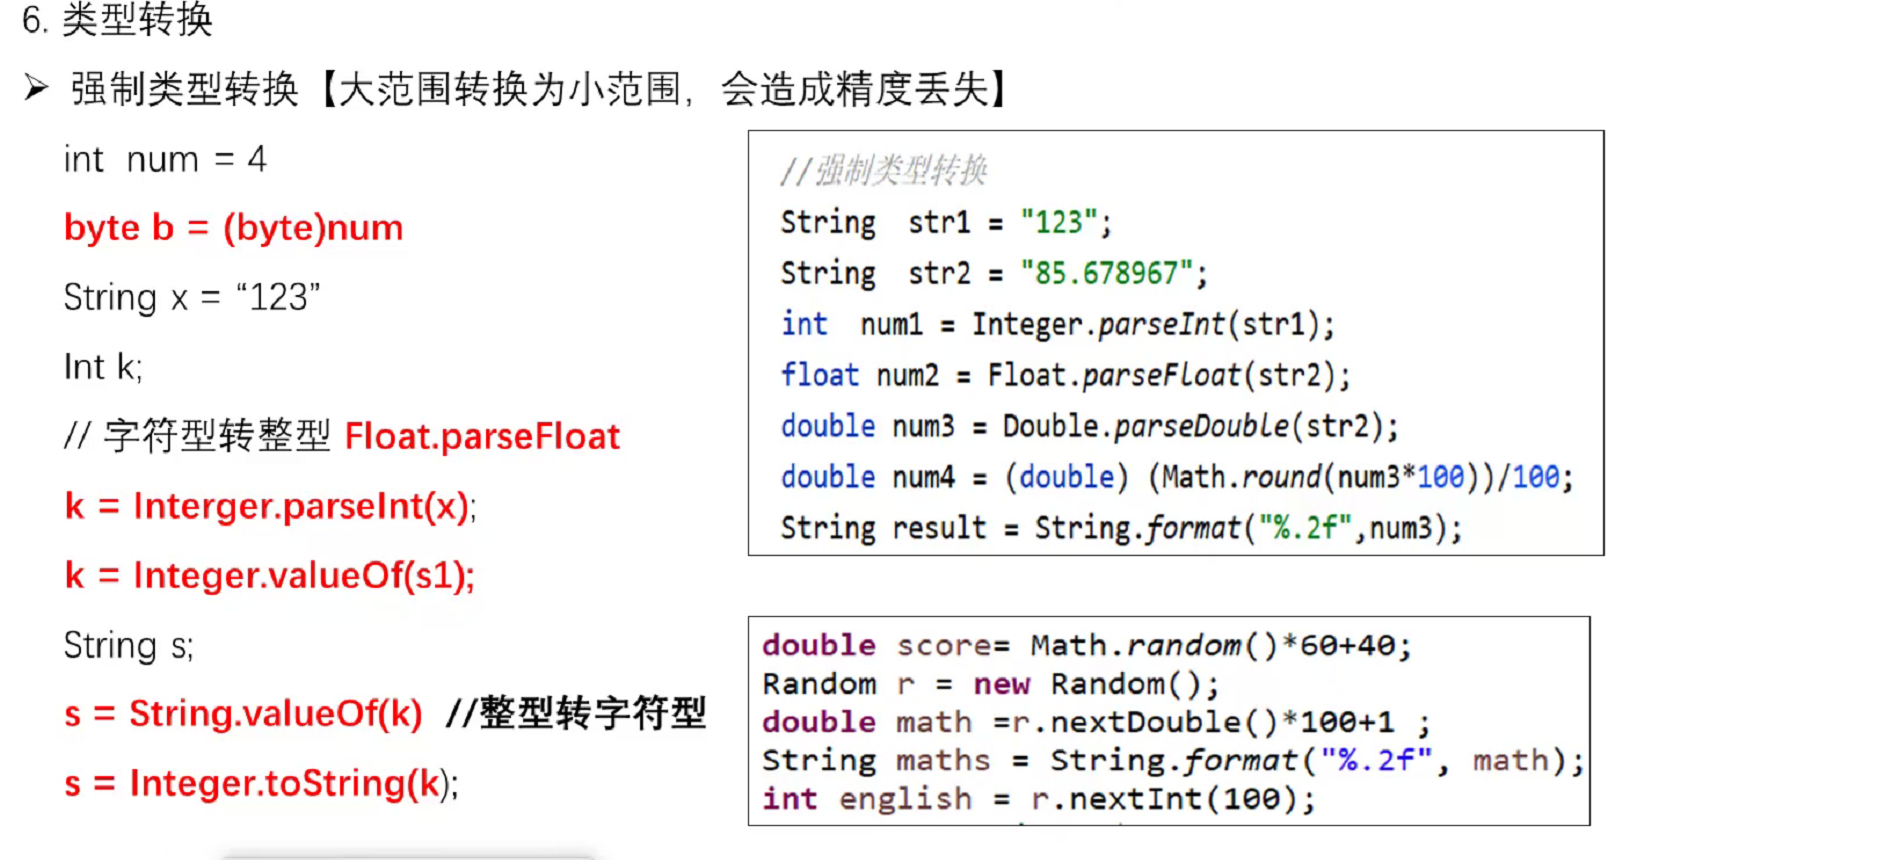 6. 类型转换
➢ 强制类型转换【大范围转换为小范围，会造成精度丢失】
int num = 4
byte b = (byte)num
String x = “123”
Int k;
// 字符型转整型 Float.parseFloat
k = Interger.parseInt(x);
k = Integer.valueOf(s1);
String s;
s = String.valueOf(k) //整型转字符型
s = Integer.toString(k);
//强制类型转换
String str1 = "123";
String str2 = "85.678967";
int num1 = Integer.parseInt(str1);
float num2 = Float.parseFloat(str2);
double num3 = Double.parseDouble(str2);
double num4 = (double) (Math.round(num3*100))/100;
String result = String.format("%.2f",num3);
double score= Math.random()*60+40;
Random r = new Random();
double math =r.nextDouble()*100+1 ;
String maths = String.format("%.2f", math);
int english = r.nextInt(100);